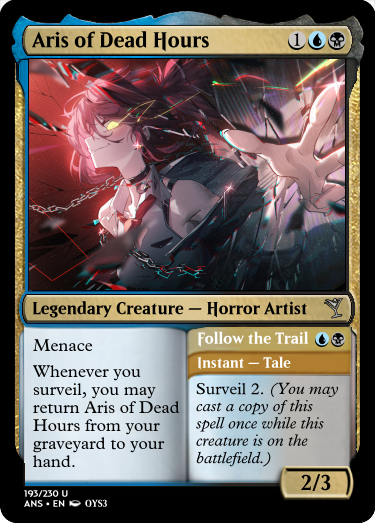 Aris of Dead Hours 1
Legendary Creature — Horror Artist
Menace
Whenever you
surveil, you may
return Aris of Dead
Hours from your
graveyard to your
hand.
Follow the Trail
Instant — Tale
Surveil 2. (You may
cast a copy of this
spell once while this
creature is on the
battlefield.)
2/3
193/230 U
ANS • EN OYS3